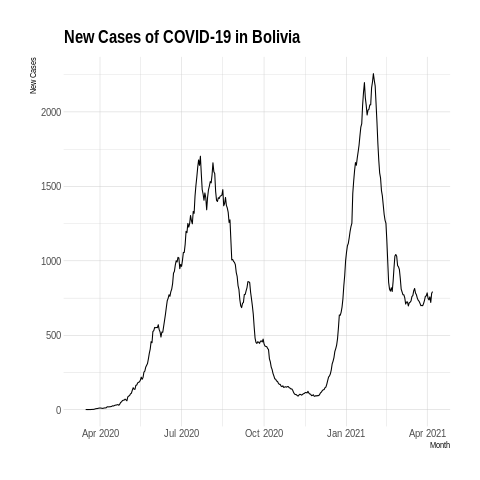 New Cases of COVID-19 in Bolivia
New Cases
2000
1500
1000
500
0
Apr 2020 Jul 2020 Oct 2020 Jan 2021 Apr 2021
Month